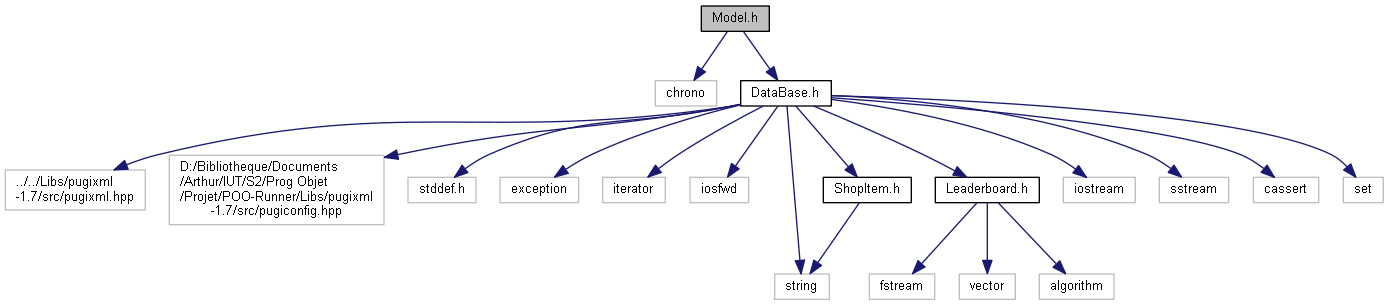 Model.h
chrono
DataBase.h
../../Libs/pugixml
-1.7/src/pugixml.hpp
D:/Bibliotheque/Documents
/Arthur/IUT/S2/Prog Objet
/Projet/POO-Runner/Libs/pugixml
-1.7/src/pugiconfig.hpp
stddef.h
exception
iterator
iosfwd
ShopItem.h
Leaderboard.h
iostream
sstream
cassert
set
string
fstream
vector
algorithm